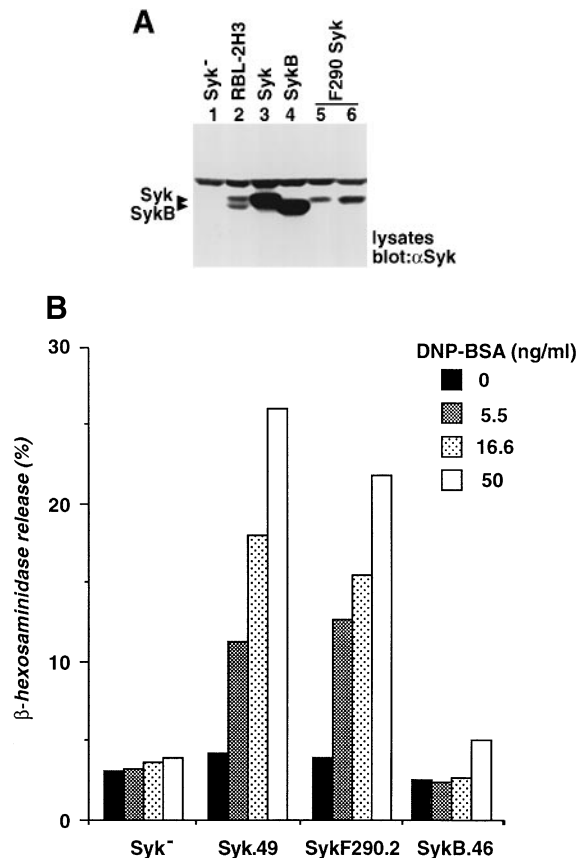 A
Syk⁻ RBL-2H3 Syk SykB F290 Syk
1 2 3 4 5 6
Syk
SykB
lysates
blot:αSyk
B
30
20
10
0
β-hexosaminidase release (%)
DNP-BSA (ng/ml)
0
5.5
16.6
50
Syk⁻ Syk.49 SykF290.2 SykB.46